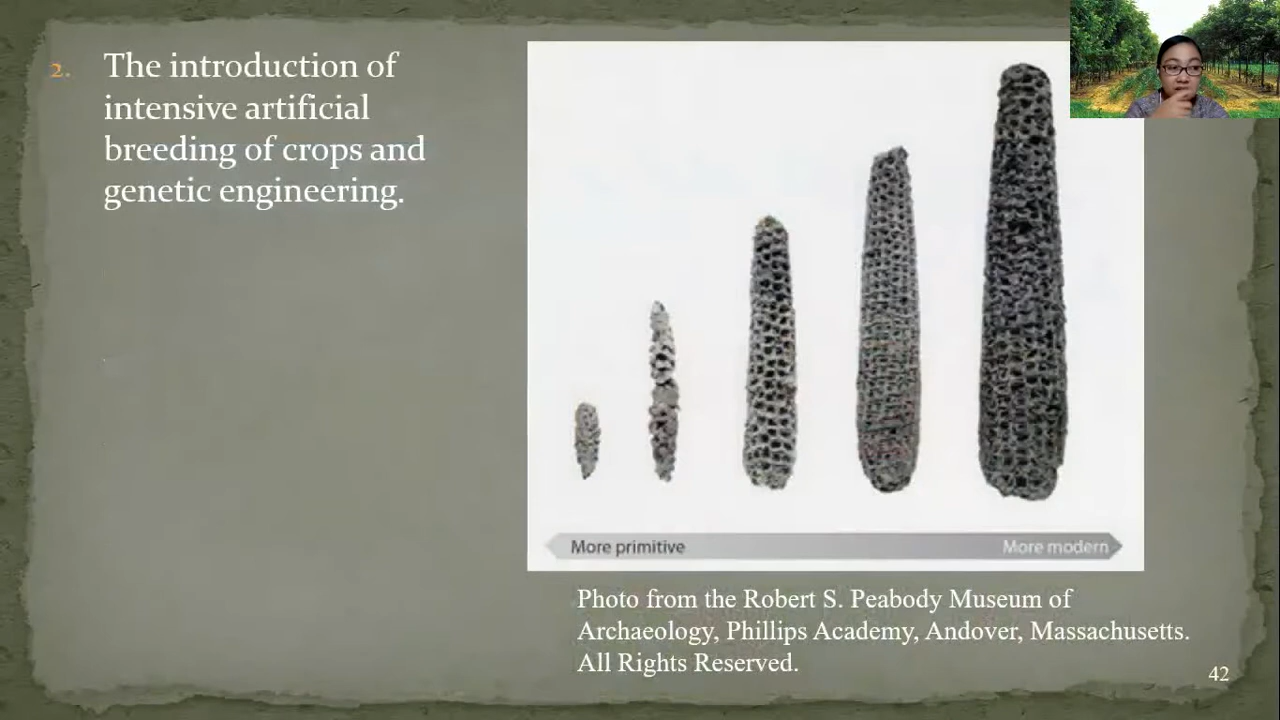 2. The introduction of
intensive artificial
breeding of crops and
genetic engineering.
More primitive
More modern
Photo from the Robert S. Peabody Museum of
Archaeology, Phillips Academy, Andover, Massachusetts.
All Rights Reserved.
42